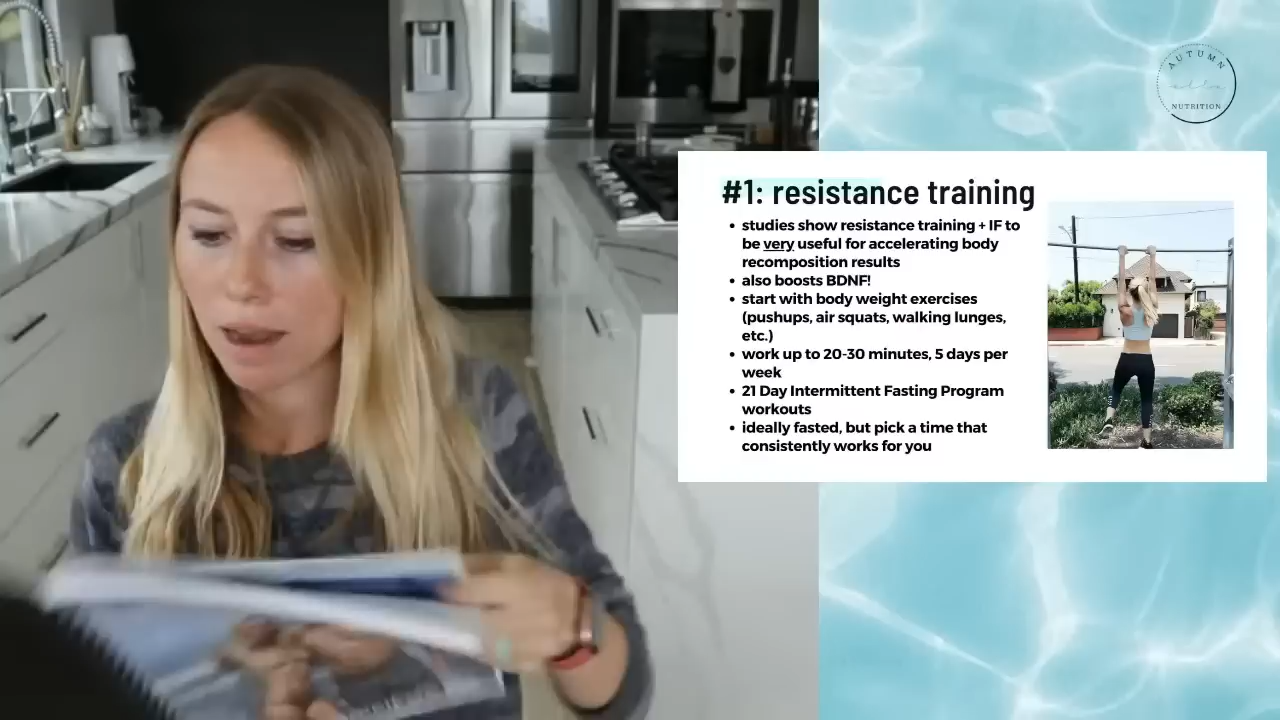 AUTUMN
NUTRITION
#1: resistance training
• studies show resistance training + IF to
be very useful for accelerating body
recomposition results
• also boosts BDNF!
• start with body weight exercises
(pushups, air squats, walking lunges,
etc.)
• work up to 20-30 minutes, 5 days per
week
• 21 Day Intermittent Fasting Program
workouts
• ideally fasted, but pick a time that
consistently works for you